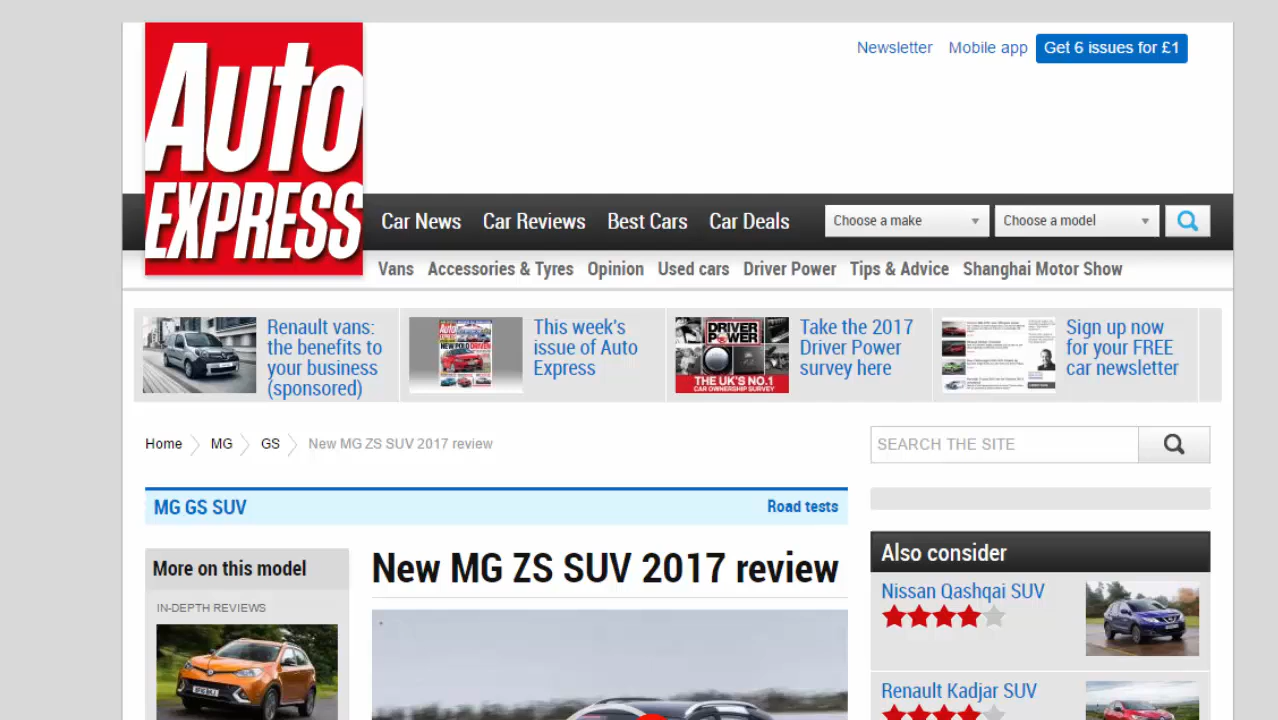 Newsletter Mobile app Get 6 issues for £1
Auto
EXPRESS
Car News Car Reviews Best Cars Car Deals Choose a make Choose a model
Vans Accessories & Tyres Opinion Used cars Driver Power Tips & Advice Shanghai Motor Show
Renault vans:
the benefits to
your business
(sponsored)
This week's
issue of Auto
Express
DRIVER
POWER
THE UK'S NO.1
CAR OWNERSHIP SURVEY
Take the 2017
Driver Power
survey here
Sign up now
for your FREE
car newsletter
Home MG GS New MG ZS SUV 2017 review
SEARCH THE SITE
MG GS SUV Road tests
More on this model
IN-DEPTH REVIEWS
New MG ZS SUV 2017 review
Also consider
Nissan Qashqai SUV
Renault Kadjar SUV